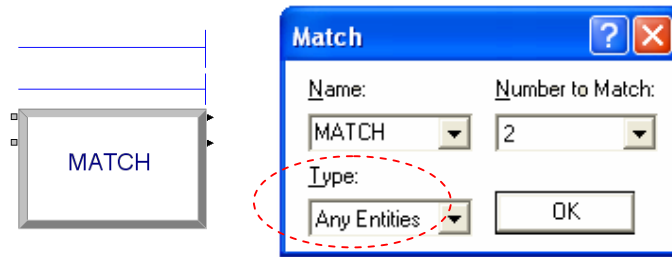 MATCH
Match
?
Name: Number to Match:
MATCH 2
Type:
Any Entities OK